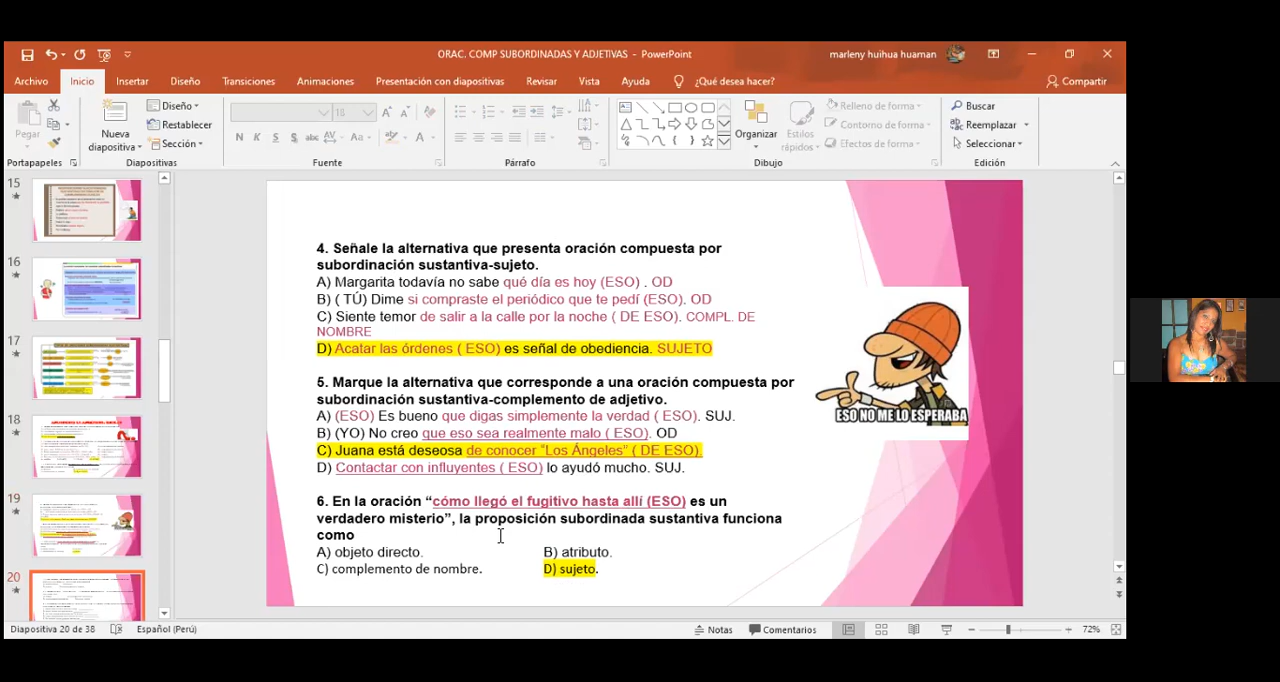 ORAC. COMP SUBORDINADAS Y ADJETIVAS - PowerPoint
marleny huihua huaman
Archivo Inicio Insertar Diseño Transiciones Animaciones Presentación con diapositivas Revisar Vista Ayuda ¿Qué desea hacer? Compartir
Pegar
Nueva diapositiva
Diseño
Restablecer
Sección
18
N K S S abc AV Aa A
Organizar
Estilos rápidos
Relleno de forma
Contorno de forma
Efectos de forma
Buscar
Reemplazar
Seleccionar
Portapapeles Diapositivas Fuente Párrafo Dibujo Edición
15
16
17
18
19
20
4. Señale la alternativa que presenta oración compuesta por
subordinación sustantiva-sujeto.
A) Margarita todavía no sabe qué día es hoy (ESO) . OD
B) ( TÚ) Dime si compraste el periódico que te pedí (ESO). OD
C) Siente temor de salir a la calle por la noche ( DE ESO). COMPL. DE
NOMBRE
D) Acatar las órdenes ( ESO) es señal de obediencia. SUJETO
5. Marque la alternativa que corresponde a una oración compuesta por
subordinación sustantiva-complemento de adjetivo.
A) (ESO) Es bueno que digas simplemente la verdad ( ESO). SUJ.
B) (YO) No creo que eso sea realmente malo ( ESO). OD
C) Juana está deseosa de conocer “Los Ángeles” ( DE ESO).
D) Contactar con influyentes ( ESO) lo ayudó mucho. SUJ.
6. En la oración “cómo llegó el fugitivo hasta allí (ESO) es un
verdadero misterio”, la proposición subordinada sustantiva funciona
como
A) objeto directo. B) atributo.
C) complemento de nombre. D) sujeto.
ESO NO ME LO ESPERABA
Diapositiva 20 de 38 Español (Perú) Notas Comentarios 72%